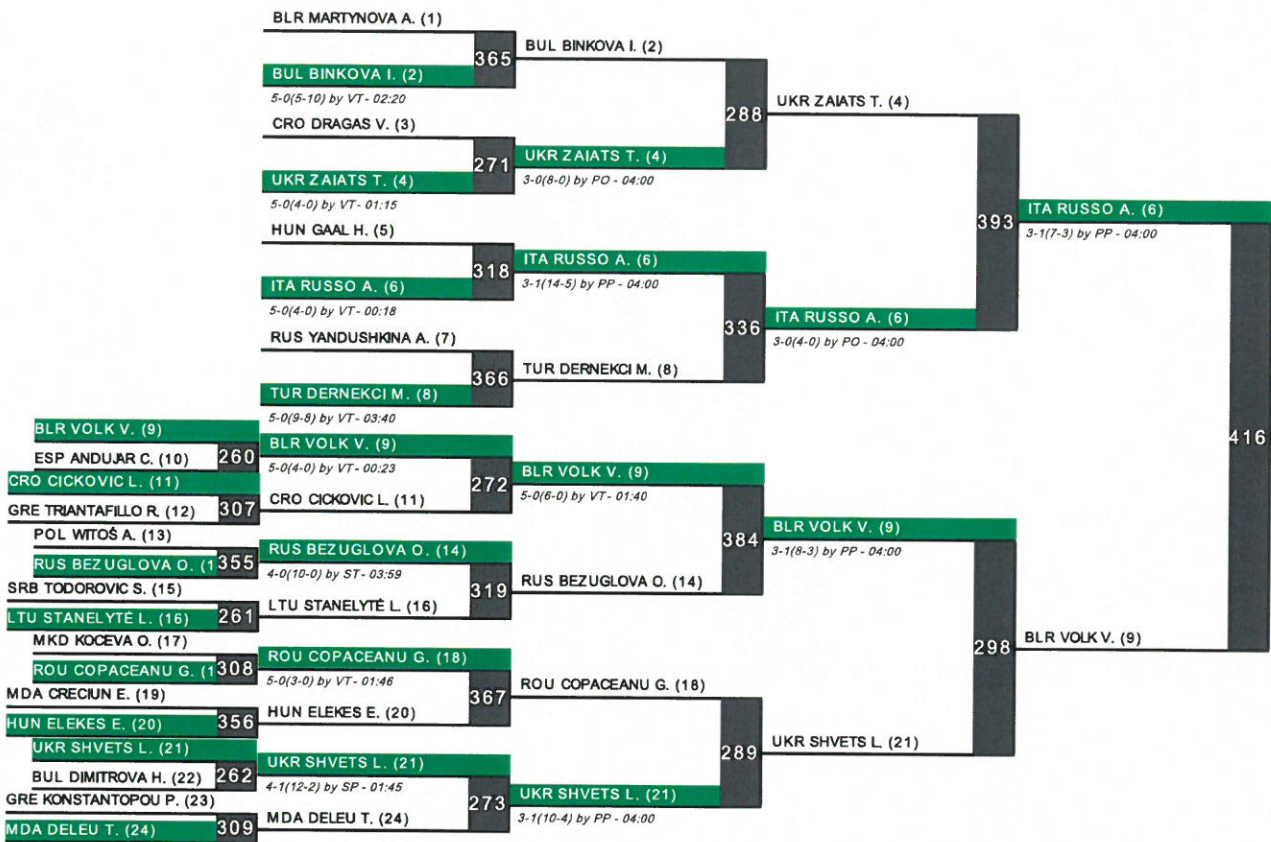 BLR MARTYNOVA A. (1)
365
BUL BINKOVA I. (2)
BUL BINKOVA I. (2)
5-0(5-10) by VT - 02:20
288
UKR ZAIATS T. (4)
CRO DRAGAS V. (3)
271
UKR ZAIATS T. (4)
3-0(8-0) by PO - 04:00
UKR ZAIATS T. (4)
5-0(4-0) by VT - 01:15
393
ITA RUSSO A. (6)
3-1(7-3) by PP - 04:00
HUN GAAL H. (5)
318
ITA RUSSO A. (6)
3-1(14-5) by PP - 04:00
ITA RUSSO A. (6)
5-0(4-0) by VT - 00:18
336
ITA RUSSO A. (6)
3-0(4-0) by PO - 04:00
RUS YANDUSHKINA A. (7)
366
TUR DERNEKCI M. (8)
TUR DERNEKCI M. (8)
5-0(9-8) by VT - 03:40
416
BLR VOLK V. (9)
260
BLR VOLK V. (9)
5-0(4-0) by VT - 00:23
ESP ANDUJAR C. (10)
272
BLR VOLK V. (9)
5-0(6-0) by VT - 01:40
CRO CICKOVIC L. (11)
307
CRO CICKOVIC L. (11)
GRE TRIANTAFILLO R. (12)
384
BLR VOLK V. (9)
3-1(8-3) by PP - 04:00
POL WITOŚ A. (13)
355
RUS BEZUGLOVA O. (14)
4-0(10-0) by ST - 03:59
RUS BEZUGLOVA O. (1
319
RUS BEZUGLOVA O. (14)
SRB TODOROVIC S. (15)
261
LTU STANELYTĖ L. (16)
LTU STANELYTĖ L. (16)
298
BLR VOLK V. (9)
MKD KOCEVA O. (17)
308
ROU COPACEANU G. (18)
5-0(3-0) by VT - 01:46
ROU COPACEANU G. (1
367
ROU COPACEANU G. (18)
MDA CRECIUN E. (19)
356
HUN ELEKES E. (20)
HUN ELEKES E. (20)
289
UKR SHVETS L. (21)
UKR SHVETS L. (21)
262
UKR SHVETS L. (21)
4-1(12-2) by SP - 01:45
BUL DIMITROVA H. (22)
273
UKR SHVETS L. (21)
3-1(10-4) by PP - 04:00
GRE KONSTANTOPOU P. (23)
309
MDA DELEU T. (24)
MDA DELEU T. (24)